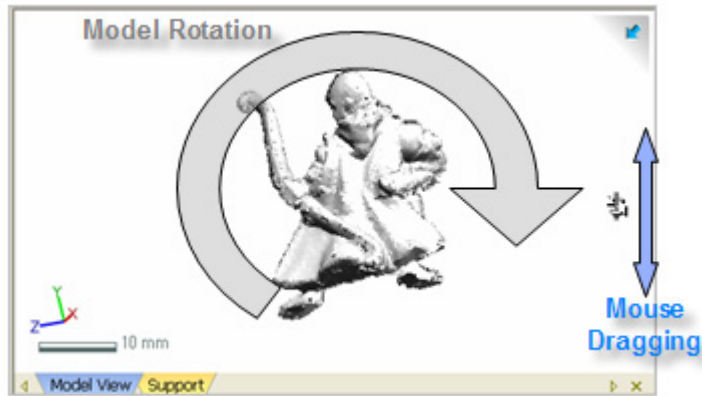 Model Rotation
Y
X
Z
10 mm
Mouse
Dragging
Model View
Support